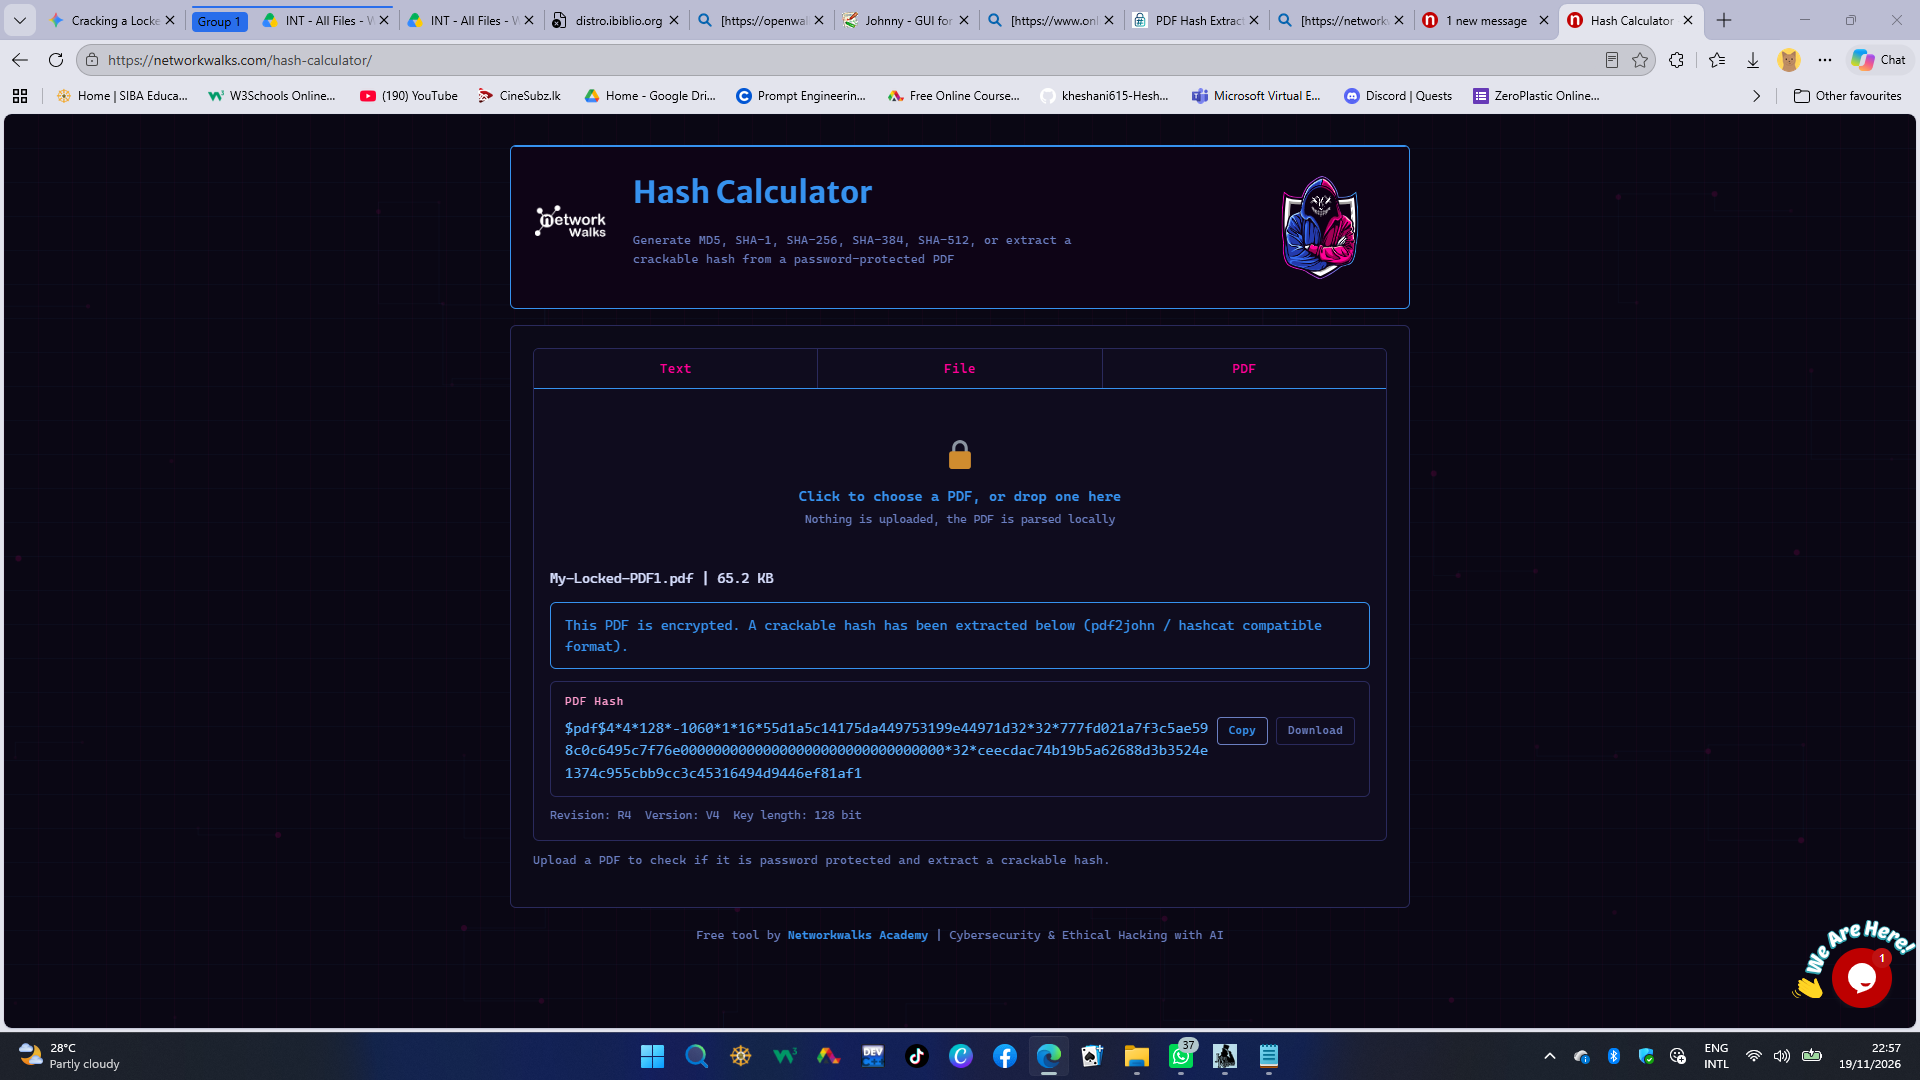 Cracking a Locke
Group 1
INT - All Files - W
INT - All Files - W
distro.ibiblio.org
[https://openwal
Johnny - GUI for
[https://www.onl
PDF Hash Extract
[https://network
1 new message
Hash Calculator
https://networkwalks.com/hash-calculator/
Chat
Home | SIBA Educa...
W3Schools Online...
(190) YouTube
CineSubz.lk
Home - Google Dri...
Prompt Engineerin...
Free Online Course...
kheshani615-Hesh...
Microsoft Virtual E...
Discord | Quests
ZeroPlastic Online...
Other favourites
network
Walks
Hash Calculator
Generate MD5, SHA-1, SHA-256, SHA-384, SHA-512, or extract a
crackable hash from a password-protected PDF
Text
File
PDF
Click to choose a PDF, or drop one here
Nothing is uploaded, the PDF is parsed locally
My-Locked-PDF1.pdf | 65.2 KB
This PDF is encrypted. A crackable hash has been extracted below (pdf2john / hashcat compatible
format).
PDF Hash
$pdf$4*4*128*-1060*1*16*55d1a5c14175da449753199e44971d32*32*777fd021a7f3c5ae59
8c0c6495c7f76e00000000000000000000000000000000*32*ceecdac74b19b5a62688d3b3524e
1374c955cbb9cc3c45316494d9446ef81af1
Copy
Download
Revision: R4 Version: V4 Key length: 128 bit
Upload a PDF to check if it is password protected and extract a crackable hash.
Free tool by Networkwalks Academy | Cybersecurity & Ethical Hacking with AI
We Are Here!
1
28°C
Partly cloudy
DEV
37
ENG
INTL
22:57
19/11/2026